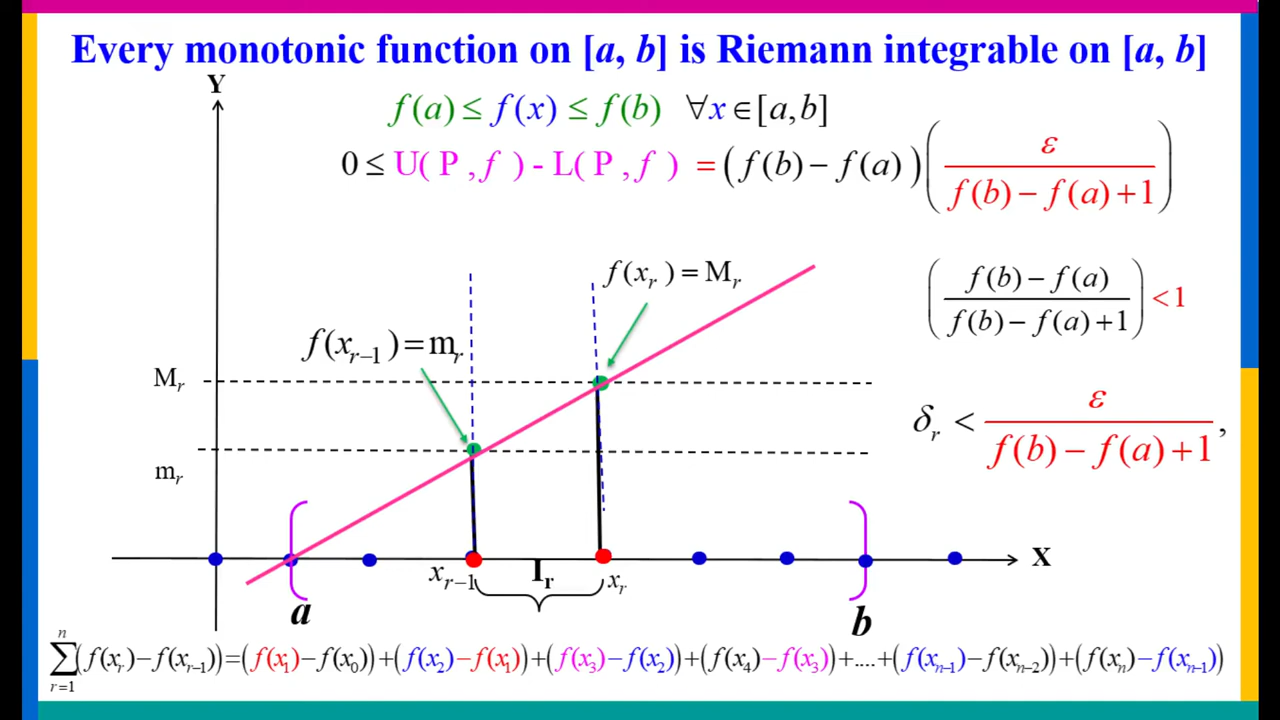 Every monotonic function on [a, b] is Riemann integrable on [a, b]
Y
f(a) ≤ f(x) ≤ f(b) ∀x ∈ [a,b]
0 ≤ U( P , f ) - L( P , f ) = (f(b) − f(a)) (ε / (f(b) − f(a) + 1))
f(x_r) = M_r
((f(b) − f(a)) / (f(b) − f(a) + 1)) < 1
f(x_{r−1}) = m_r
M_r
δ_r < ε / (f(b) − f(a) + 1),
m_r
X
x_{r−1} I_r x_r
a b
∑_{r=1}^{n} (f(x_r) − f(x_{r−1})) = (f(x_1) − f(x_0)) + (f(x_2) − f(x_1)) + (f(x_3) − f(x_2)) + (f(x_4) − f(x_3)) + .... + (f(x_{n−1}) − f(x_{n−2})) + (f(x_n) − f(x_{n−1}))